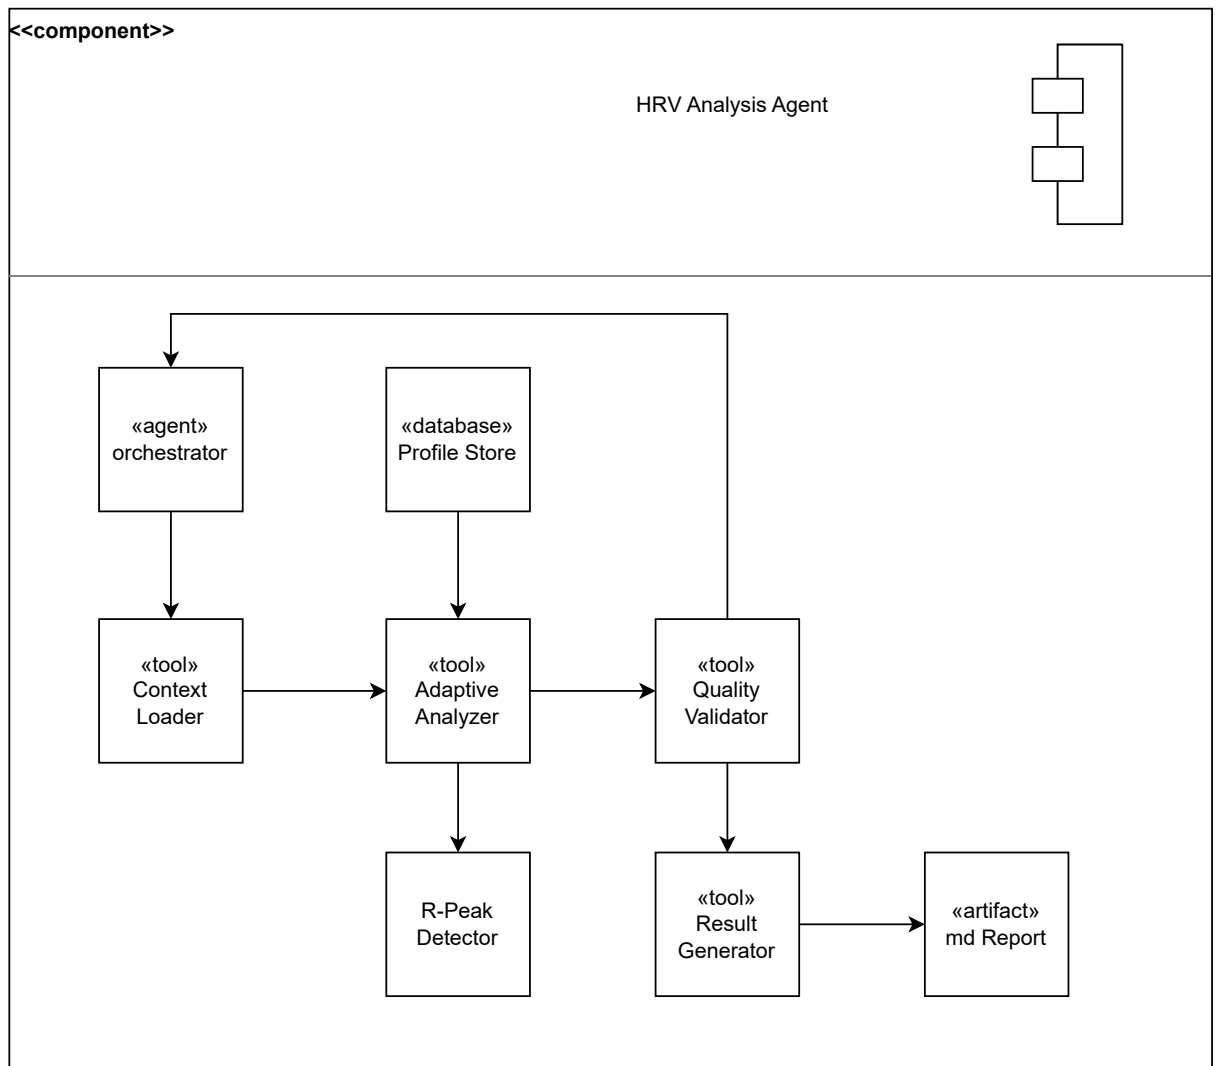 <<component>>
HRV Analysis Agent
«agent»
orchestrator
«database»
Profile Store
«tool»
Context
Loader
«tool»
Adaptive
Analyzer
«tool»
Quality
Validator
R-Peak
Detector
«tool»
Result
Generator
«artifact»
md Report